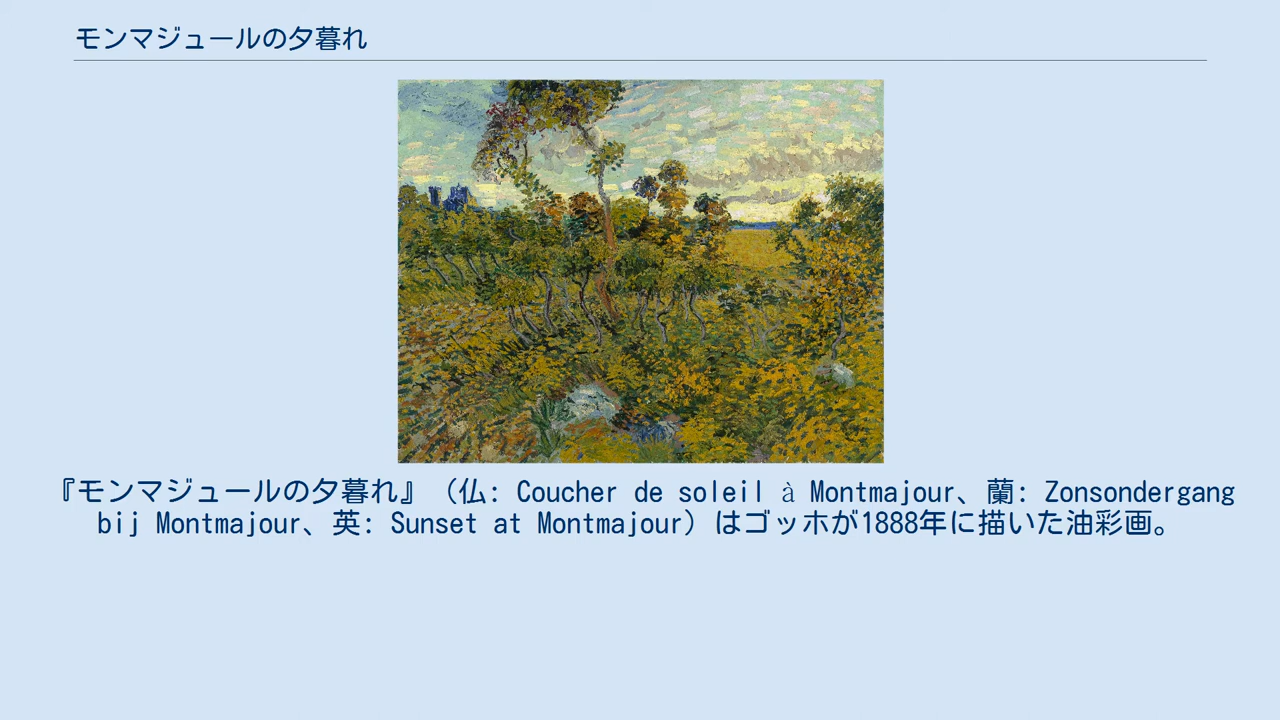 モンマジュールの夕暮れ
『モンマジュールの夕暮れ』（仏: Coucher de soleil à Montmajour、蘭: Zonsondergang
bij Montmajour、英: Sunset at Montmajour）はゴッホが1888年に描いた油彩画。